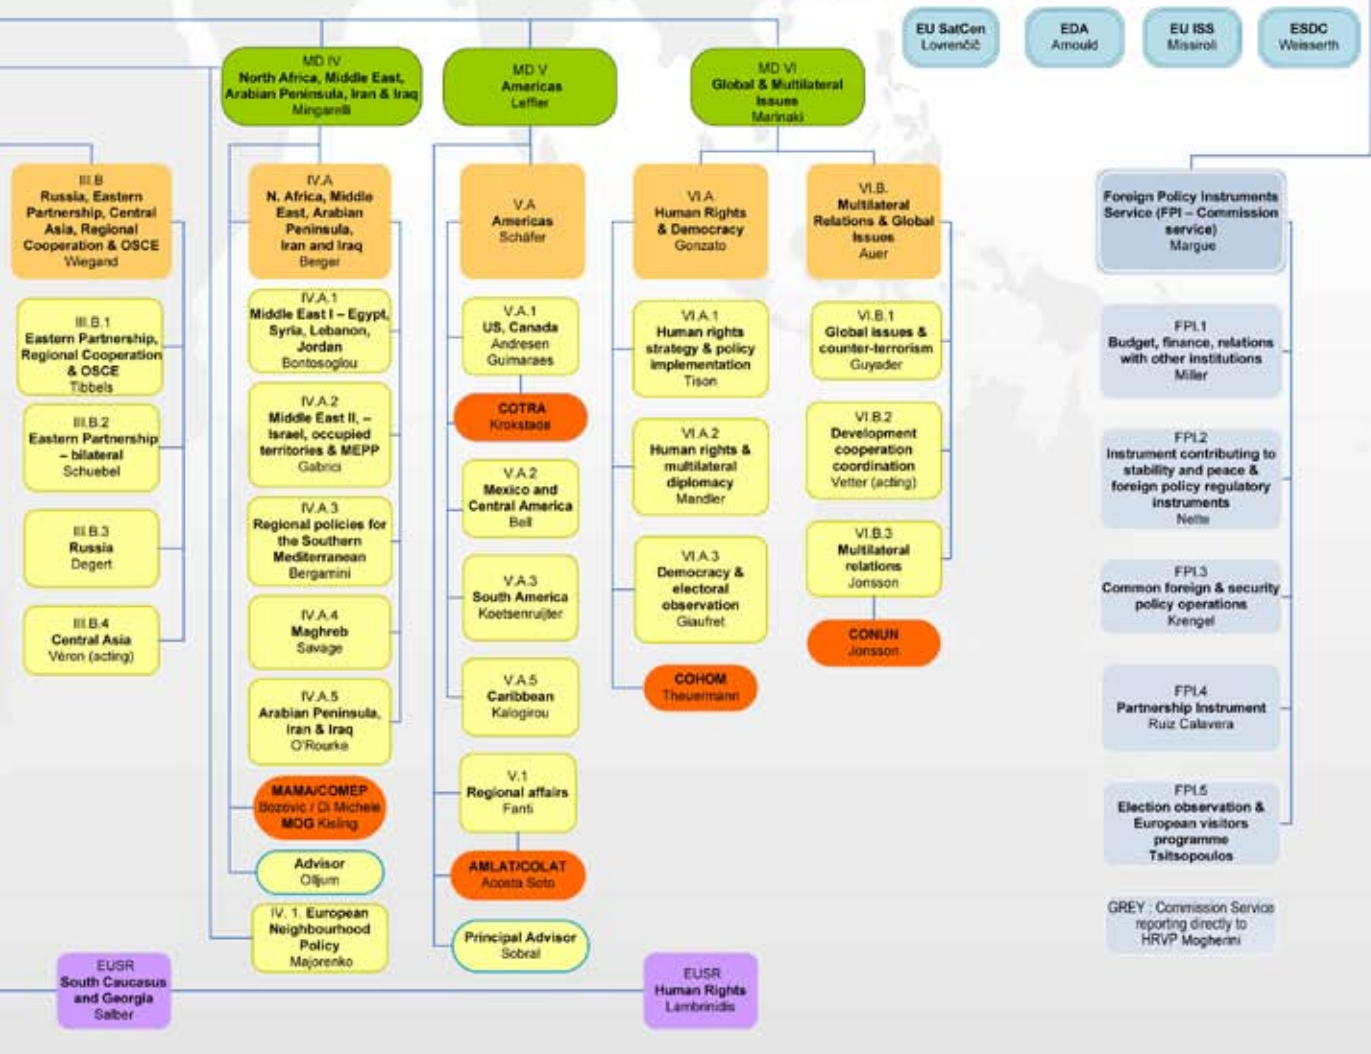 EU SatCen
Lovrenčič
EDA
Arnould
EU ISS
Missiroli
ESDC
Weisserth
MD IV
North Africa, Middle East,
Arabian Peninsula, Iran & Iraq
Mingarelli
MD V
Americas
Leffler
MD VI
Global & Multilateral
Issues
Marinaki
III.B
Russia, Eastern
Partnership, Central
Asia, Regional
Cooperation & OSCE
Wiegand
III.B.1
Eastern Partnership,
Regional Cooperation
& OSCE
Tibbels
III.B.2
Eastern Partnership
– bilateral
Schuebel
III.B.3
Russia
Degert
III.B.4
Central Asia
Véron (acting)
IV.A
N. Africa, Middle
East, Arabian
Peninsula,
Iran and Iraq
Berger
IV.A.1
Middle East I – Egypt,
Syria, Lebanon,
Jordan
Bontosoglou
IV.A.2
Middle East II, –
Israel, occupied
territories & MEPP
Gabrici
IV.A.3
Regional policies for
the Southern
Mediterranean
Bergamini
IV.A.4
Maghreb
Savage
IV.A.5
Arabian Peninsula,
Iran & Iraq
O'Rourke
MAMA/COMEP
Bozovic / Di Michele
MOG Kisling
Advisor
Olljum
IV. 1. European
Neighbourhood
Policy
Majorenko
V.A
Americas
Schäfer
V.A.1
US, Canada
Andresen
Guimaraes
COTRA
Krokstade
V.A.2
Mexico and
Central America
Bell
V.A.3
South America
Koetsenruijter
V.A.5
Caribbean
Kalogirou
V.1
Regional affairs
Fanti
AMLAT/COLAT
Acosta Soto
Principal Advisor
Sobral
VI.A
Human Rights
& Democracy
Gonzato
VI.A.1
Human rights
strategy & policy
implementation
Tison
VI.A.2
Human rights &
multilateral
diplomacy
Mandler
VI.A.3
Democracy &
electoral
observation
Giaufret
COHOM
Theuermann
VI.B.
Multilateral
Relations & Global
Issues
Auer
VI.B.1
Global issues &
counter-terrorism
Guyader
VI.B.2
Development
cooperation
coordination
Vetter (acting)
VI.B.3
Multilateral
relations
Jonsson
CONUN
Jonsson
Foreign Policy Instruments
Service (FPI – Commission
service)
Margue
FPI.1
Budget, finance, relations
with other institutions
Miller
FPI.2
Instrument contributing to
stability and peace &
foreign policy regulatory
instruments
Nette
FPI.3
Common foreign & security
policy operations
Krengel
FPI.4
Partnership Instrument
Ruiz Calavera
FPI.5
Election observation &
European visitors
programme
Tsitsopoulos
GREY : Commission Service
reporting directly to
HRVP Mogherini
EUSR
South Caucasus
and Georgia
Salber
EUSR
Human Rights
Lambrinidis